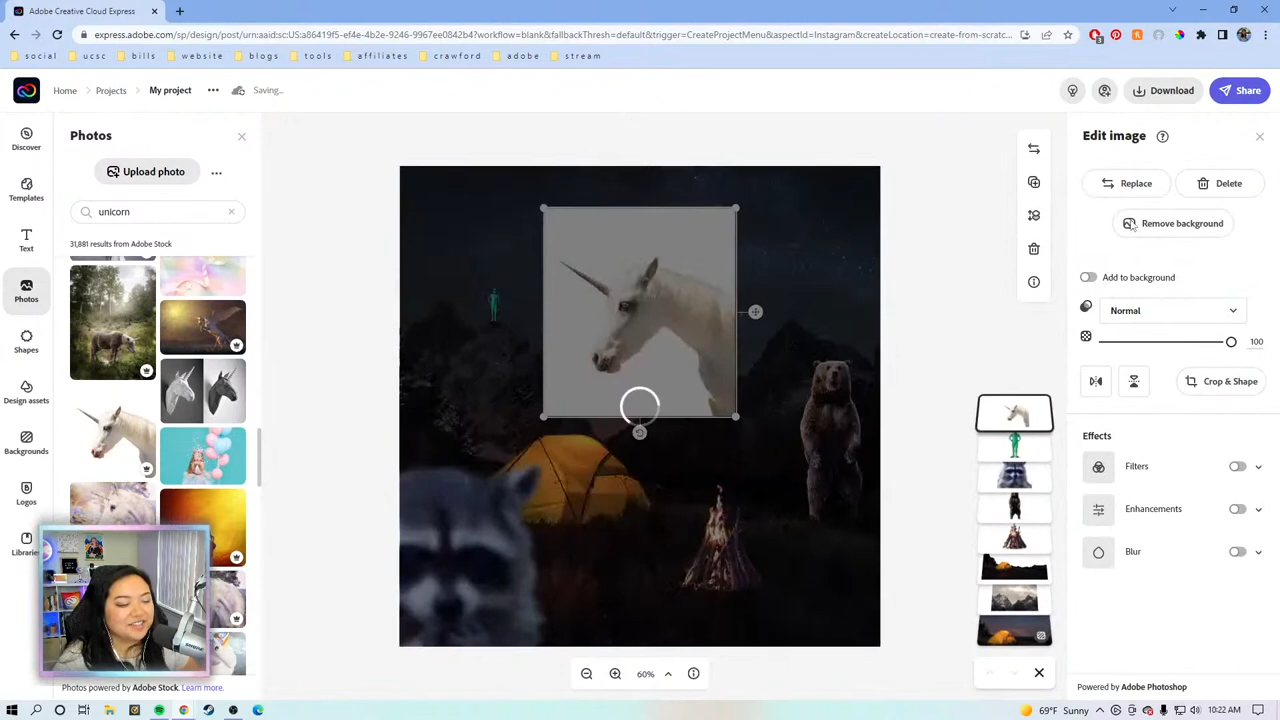 Adobe Creative Cloud Express
express.adobe.com/sp/design/post/urn:aaid:sc:US:a86419f5-ef4e-4b2e-9246-9967ee0842b4?workflow=blank&fallbackThresh=default&trigger=CreateProjectMenu&aspectId=Instagram&createLocation=create-from-scratc...
social
ucsc
blogs
tools
affiliates
crowdcast
adobe
stream
Home
Projects
My project
Saving...
Download
Share
Discover
Templates
Text
Photos
Shapes
Design assets
Backgrounds
Logos
Libraries
Photos
Upload photo
unicorn
31,881 results from Adobe Stock
Photos powered by Adobe Stock. Learn more.
60%
Edit image
Replace
Delete
Remove background
Add to background
Normal
100
Crop & Shape
Effects
Filters
Enhancements
Blur
Powered by Adobe Photoshop
69°F Sunny
10:22 AM